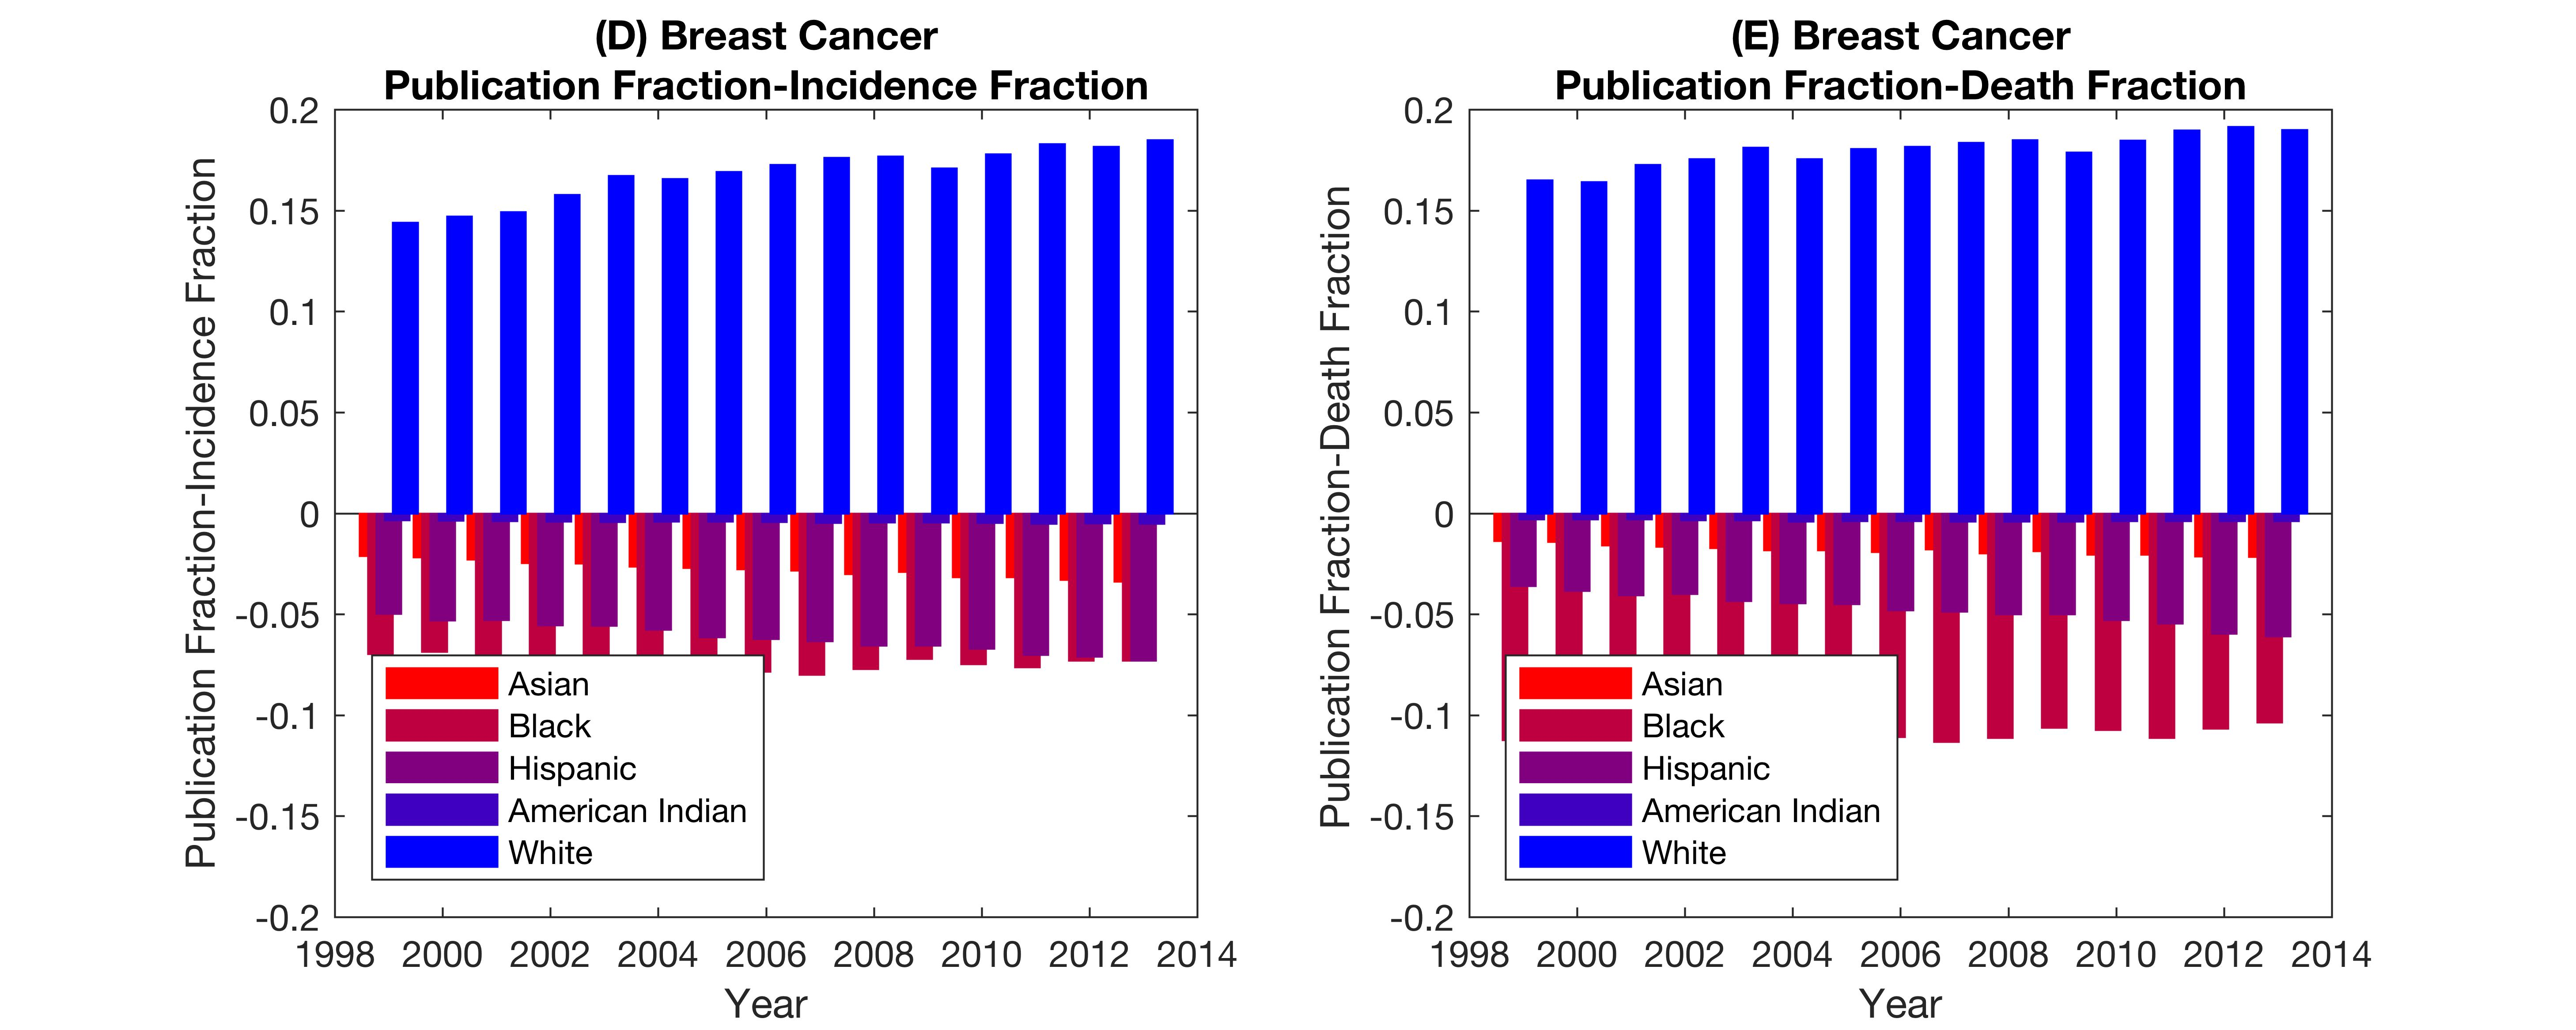 (D) Breast Cancer
Publication Fraction-Incidence Fraction
Publication Fraction-Incidence Fraction
0.2
0.15
0.1
0.05
0
-0.05
-0.1
-0.15
-0.2
Asian
Black
Hispanic
American Indian
White
1998 2000 2002 2004 2006 2008 2010 2012 2014
Year
(E) Breast Cancer
Publication Fraction-Death Fraction
Publication Fraction-Death Fraction
0.2
0.15
0.1
0.05
0
-0.05
-0.1
-0.15
-0.2
Asian
Black
Hispanic
American Indian
White
1998 2000 2002 2004 2006 2008 2010 2012 2014
Year